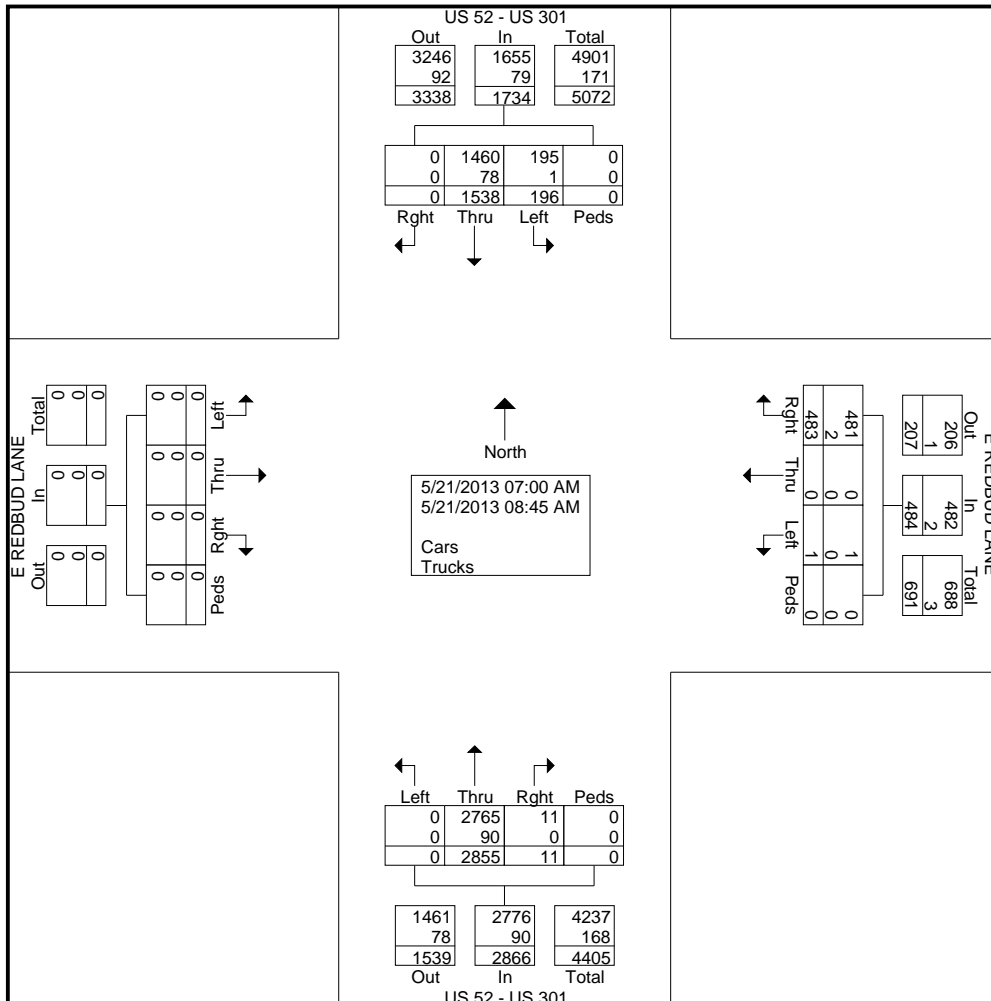 US 52 - US 301
Out In Total
3246 1655 4901
92 79 171
3338 1734 5072
0 1460 195 0
0 78 1 0
0 1538 196 0
Rght Thru Left Peds
E REDBUD LANE
Total In Out
0 0 0
0 0 0
0 0 0
0 0 0
0 0 0
0 0 0
0 0 0
Left Thru Rght Peds
North
5/21/2013 07:00 AM
5/21/2013 08:45 AM
Cars
Trucks
Rght Thru Left Peds
481 0 1 0
2 0 0 0
483 0 1 0
Out In Total
206 482 688
1 2 3
207 484 691
E REDBUD LANE
Left Thru Rght Peds
0 2765 11 0
0 90 0 0
0 2855 11 0
1461 2776 4237
78 90 168
1539 2866 4405
Out In Total
US 52 - US 301